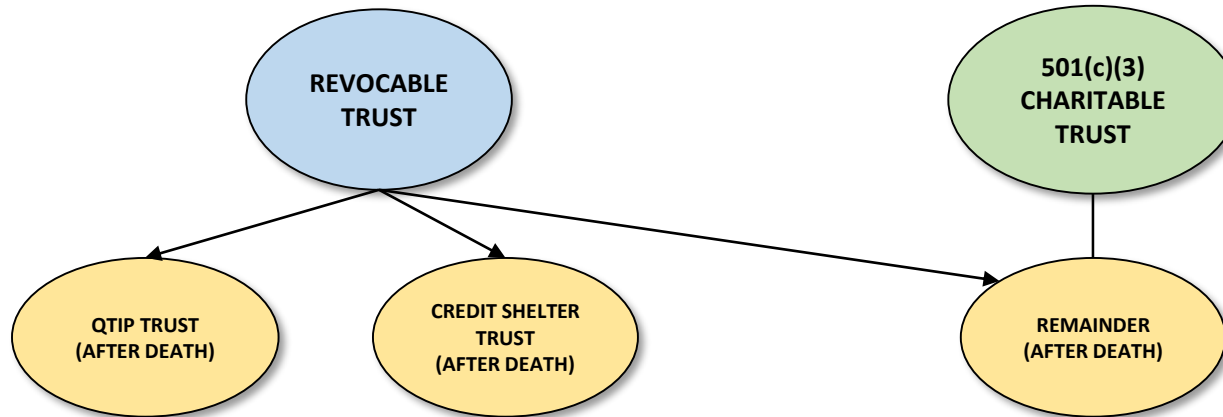 REVOCABLE
TRUST
501(c)(3)
CHARITABLE
TRUST
QTIP TRUST
(AFTER DEATH)
CREDIT SHELTER
TRUST
(AFTER DEATH)
REMAINDER
(AFTER DEATH)